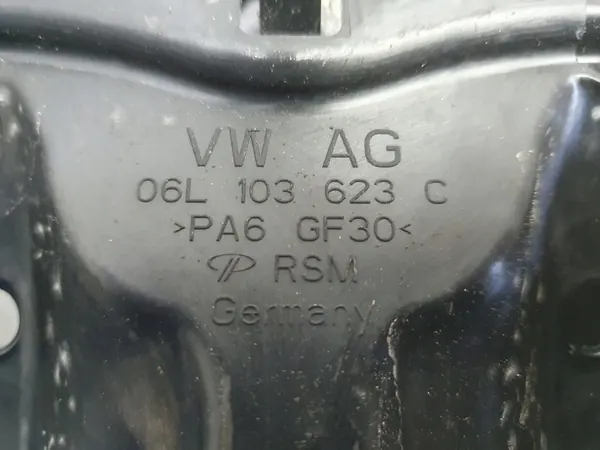 VW AG
06L 103 623 C
>PA6 GF30<
RSM
Germany